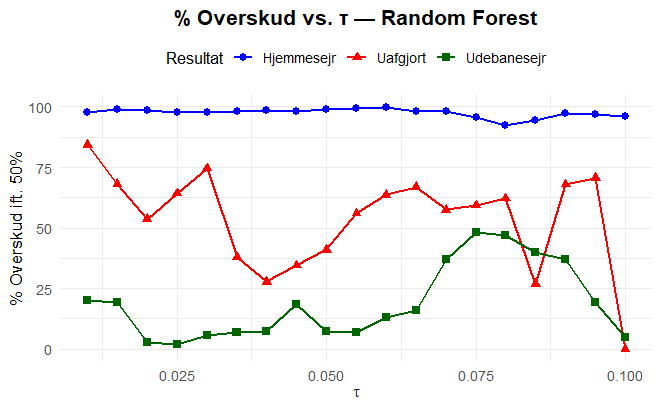 % Overskud vs. τ — Random Forest
Resultat Hjemmesejr Uafgjort Udebanesejr
% Overskud ift. 50%
100
75
50
25
0
0.025 0.050 0.075 0.100
τ